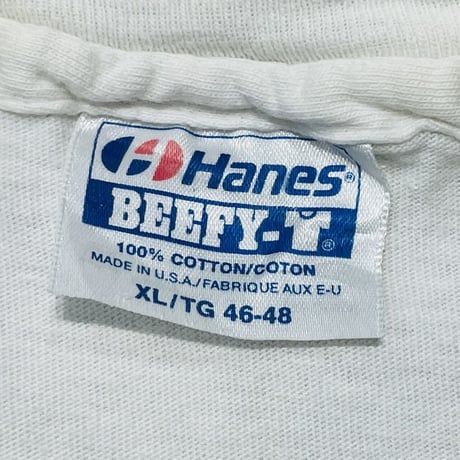 Hanes®
BEEFY-T®
100% COTTON/COTON
MADE IN U.S.A./FABRIQUE AUX E-U
XL/TG 46-48